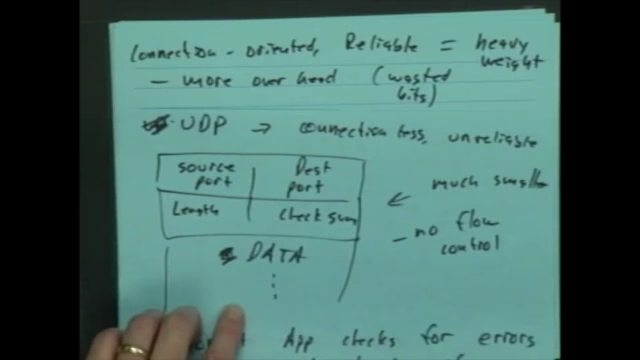 Connection-oriented, Reliable = heavy weight
- more over head (wasted bits)
UDP → connection less, unreliable
source port
Dest port
← much smaller
Length
check sum
- no flow control
DATA
App checks for errors